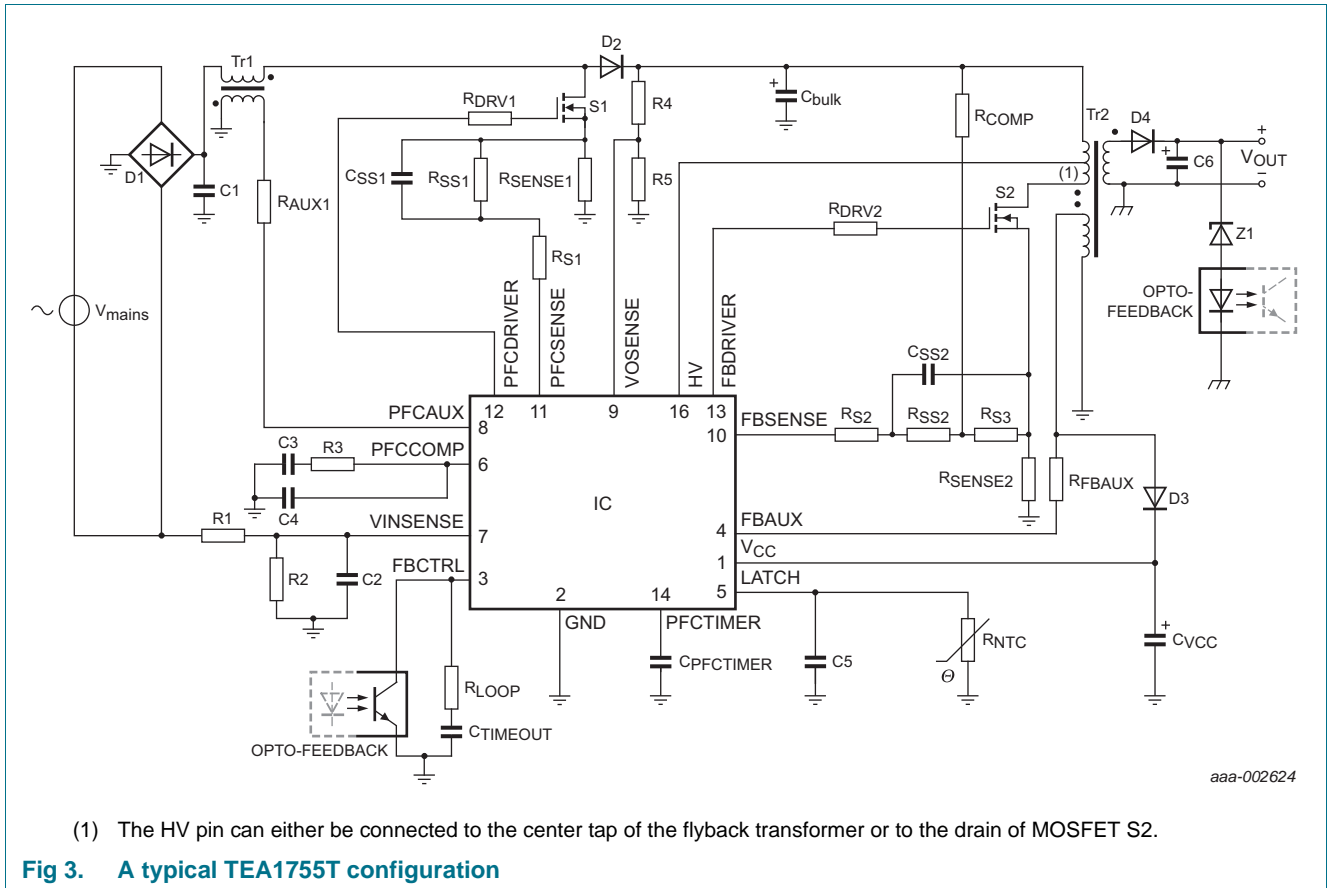 Tr1
D2
RDRV1
S1
R4
Cbulk
RCOMP
Tr2
D4
+
C6
VOUT
−
D1
C1
RAUX1
CSS1
RSS1
RSENSE1
R5
(1)
S2
RDRV2
Z1
RS1
OPTO-
FEEDBACK
Vmains
PFCDRIVER
PFCSENSE
VOSENSE
HV
FBDRIVER
CSS2
PFCAUX
12
11
9
16
13
8
FBSENSE
10
RS2
RSS2
RS3
C3
R3
PFCCOMP
6
C4
RSENSE2
RFBAUX
D3
IC
R1
VINSENSE
7
FBAUX
4
VCC
1
R2
C2
FBCTRL
3
LATCH
5
2
14
GND
PFCTIMER
CPFCTIMER
C5
RNTC
Θ
+
CVCC
RLOOP
CTIMEOUT
OPTO-FEEDBACK
aaa-002624
(1) The HV pin can either be connected to the center tap of the flyback transformer or to the drain of MOSFET S2.
Fig 3. A typical TEA1755T configuration